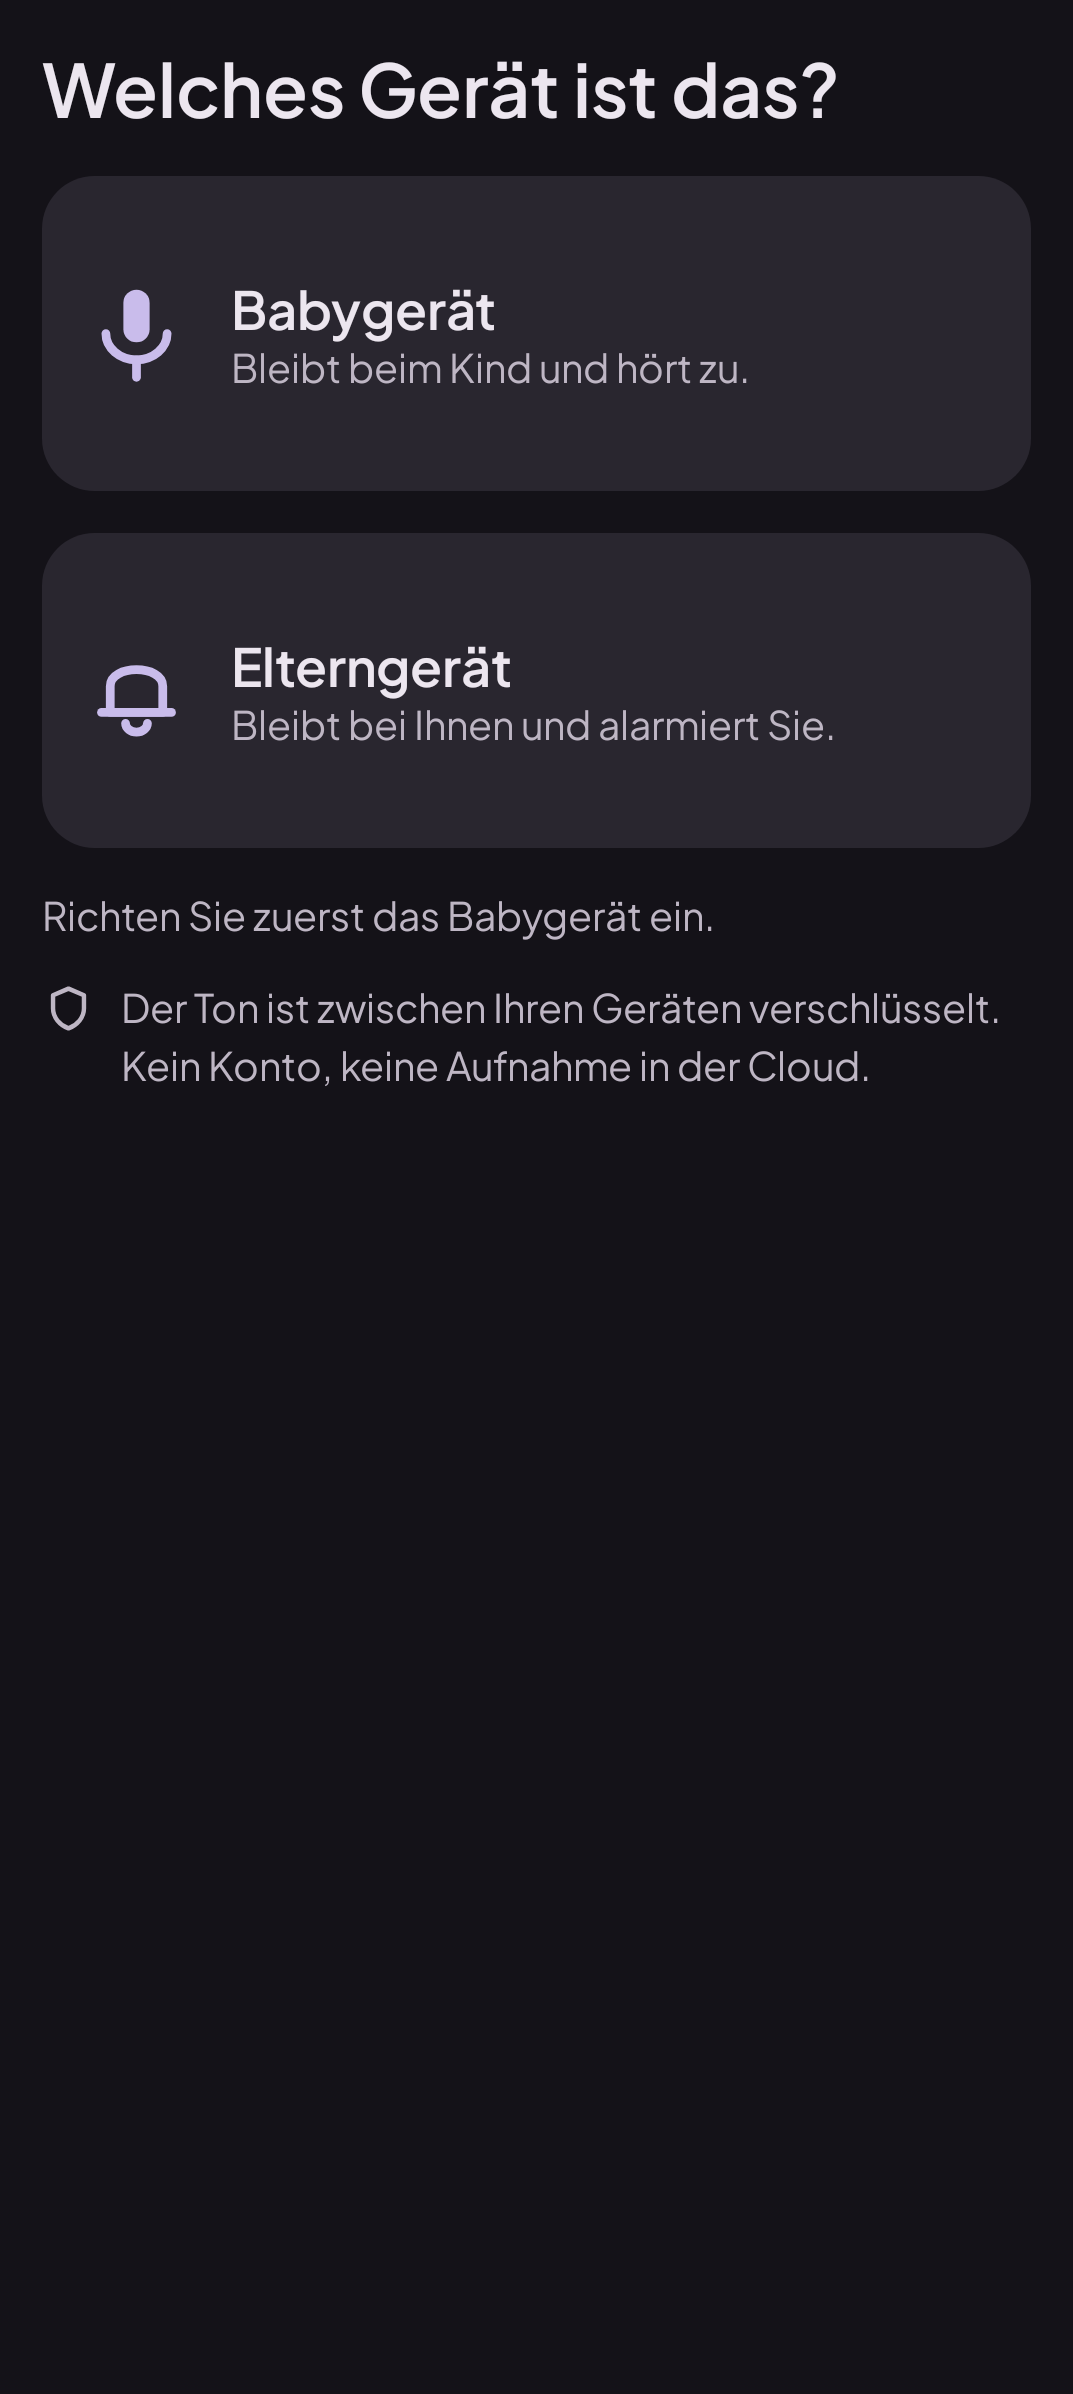 Welches Gerät ist das?
Babygerät
Bleibt beim Kind und hört zu.
Elterngerät
Bleibt bei Ihnen und alarmiert Sie.
Richten Sie zuerst das Babygerät ein.
Der Ton ist zwischen Ihren Geräten verschlüsselt.
Kein Konto, keine Aufnahme in der Cloud.